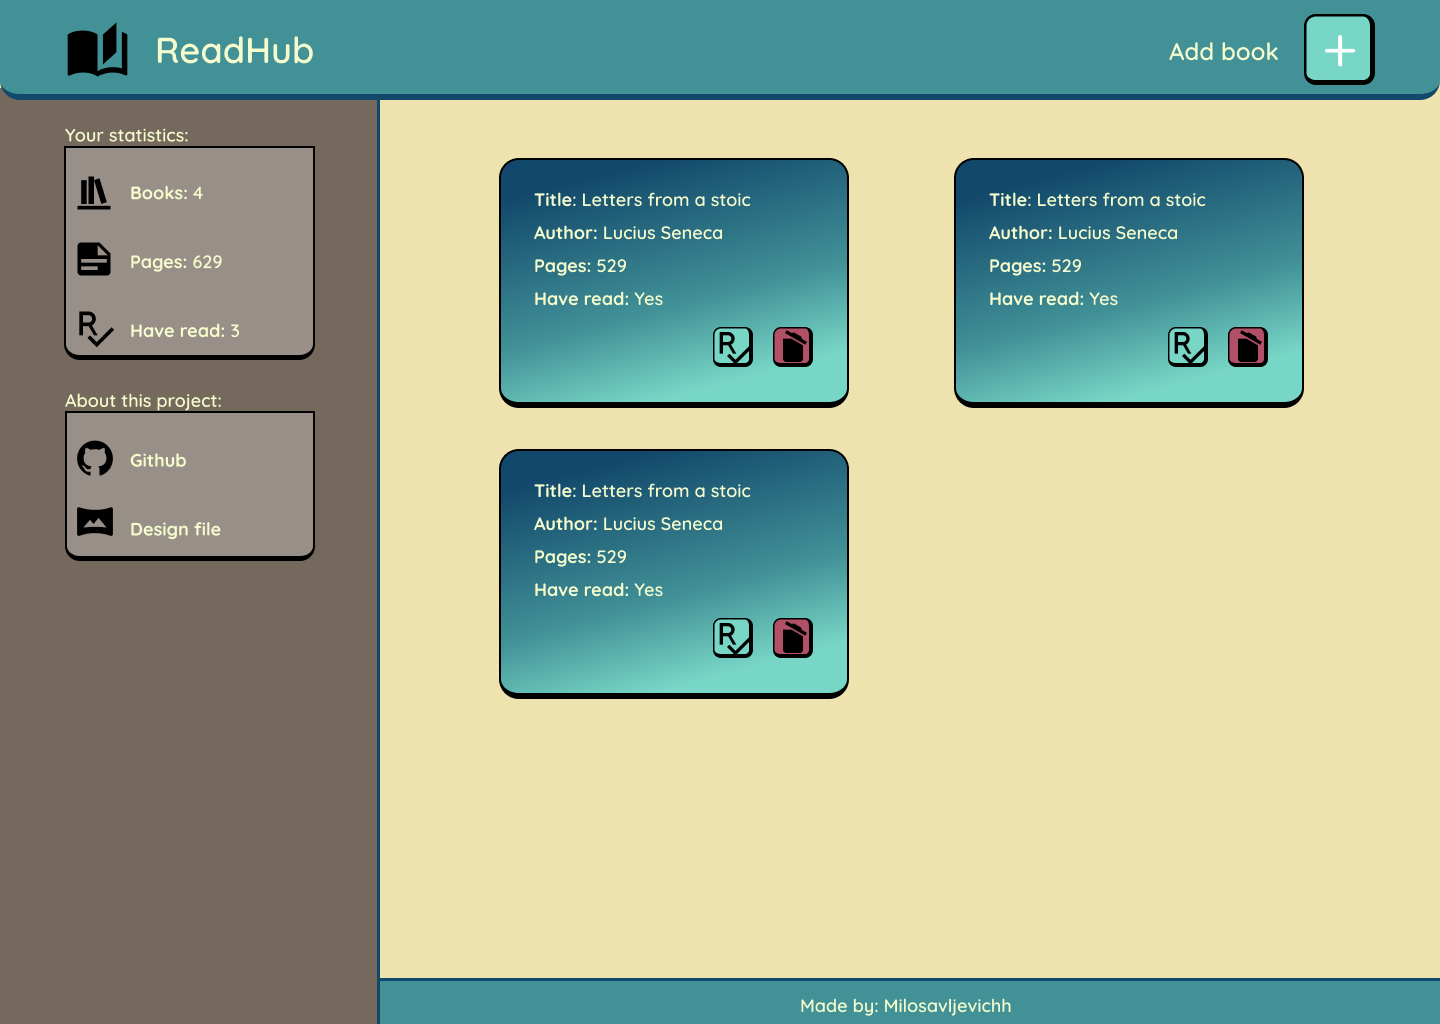 ReadHub
Add book
Your statistics:
Books: 4
Pages: 629
Have read: 3
About this project:
Github
Design file
Title: Letters from a stoic
Author: Lucius Seneca
Pages: 529
Have read: Yes
R
Title: Letters from a stoic
Author: Lucius Seneca
Pages: 529
Have read: Yes
R
Title: Letters from a stoic
Author: Lucius Seneca
Pages: 529
Have read: Yes
R
Made by: Milosavljevichh